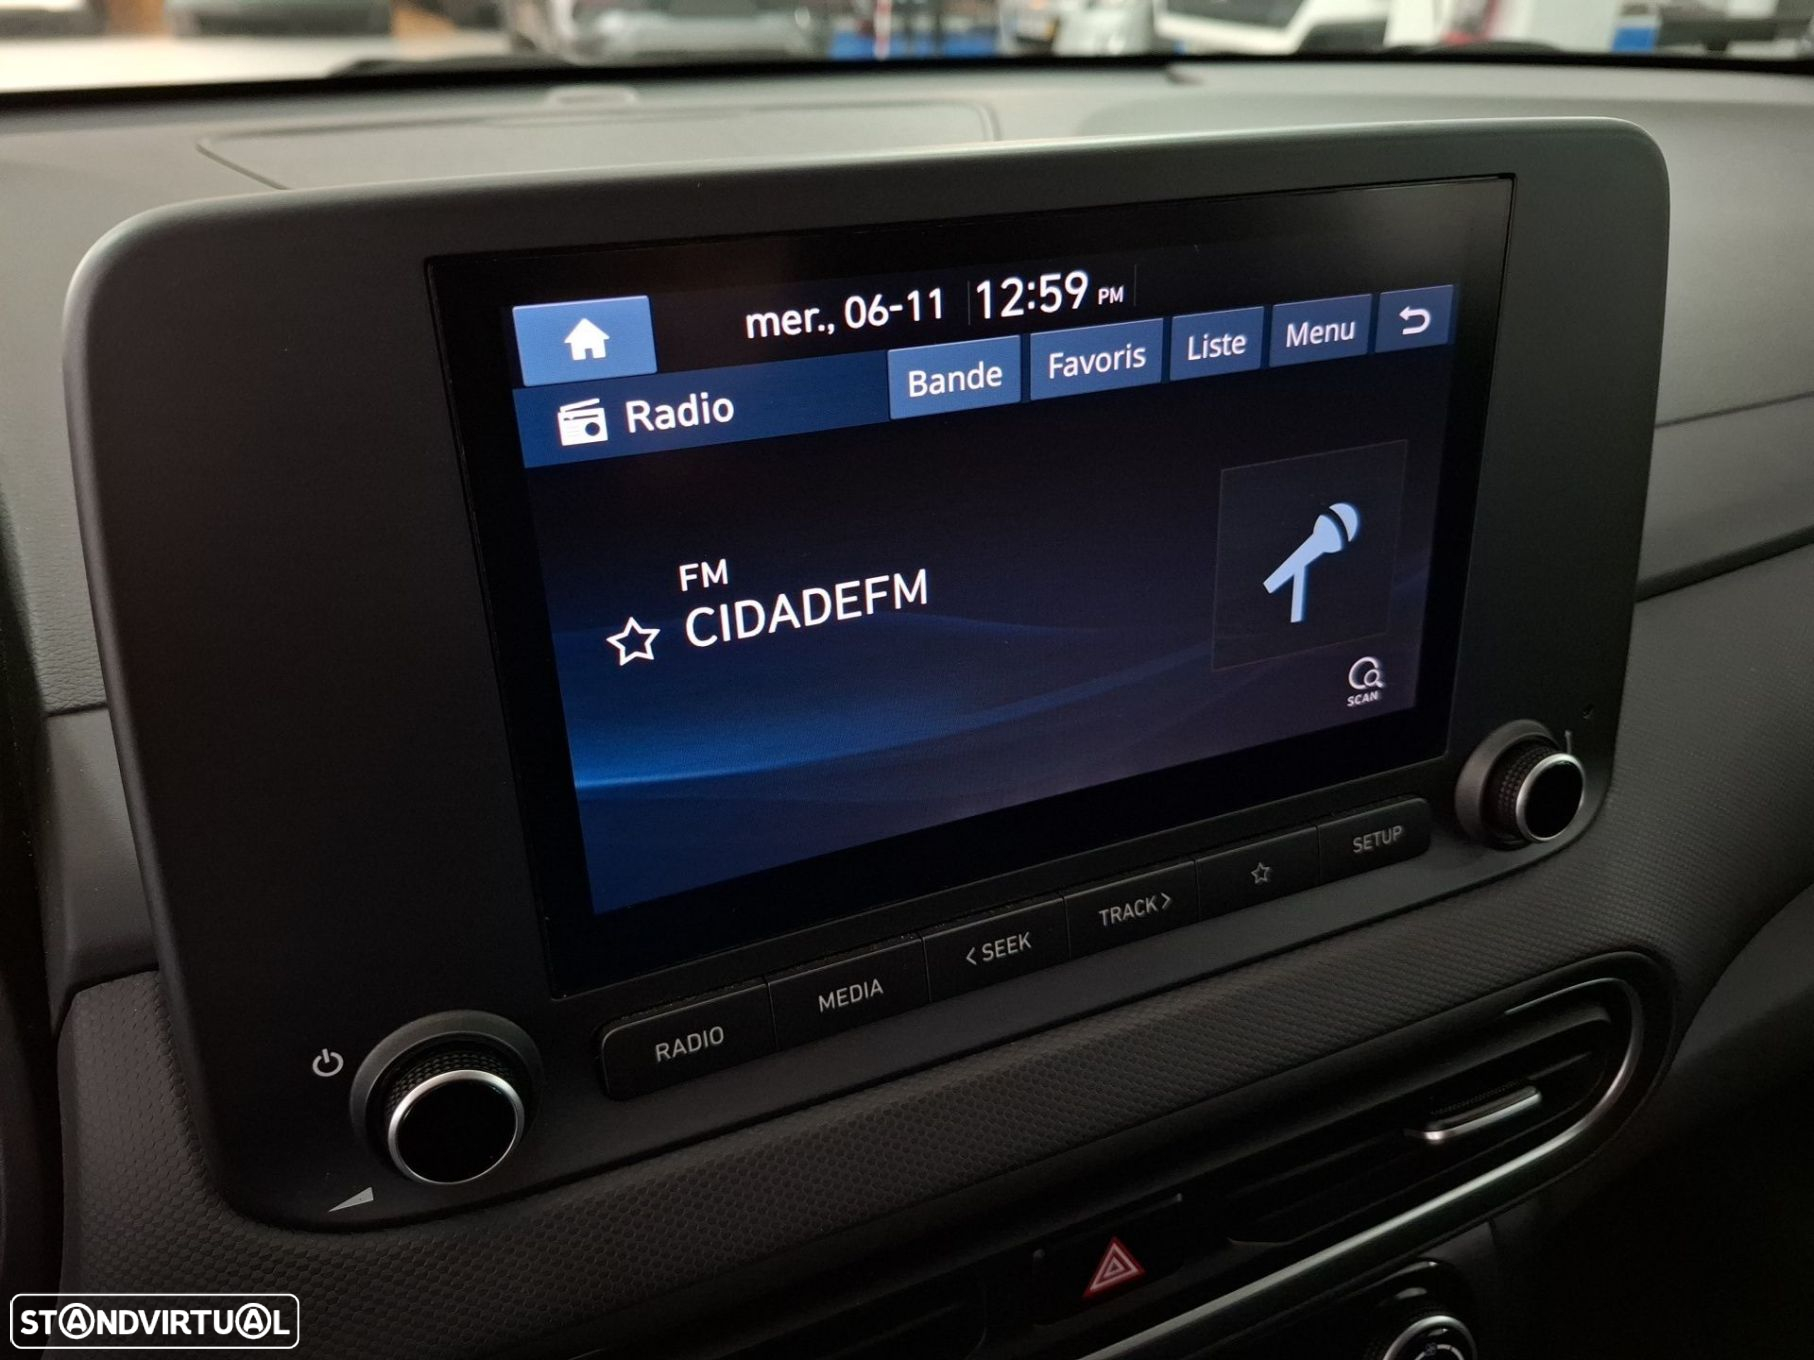 mer., 06-11 12:59 PM
Radio Bande Favoris Liste Menu
FM
CIDADEFM
SCAN
RADIO MEDIA < SEEK TRACK > SETUP
STANDVIRTUAL